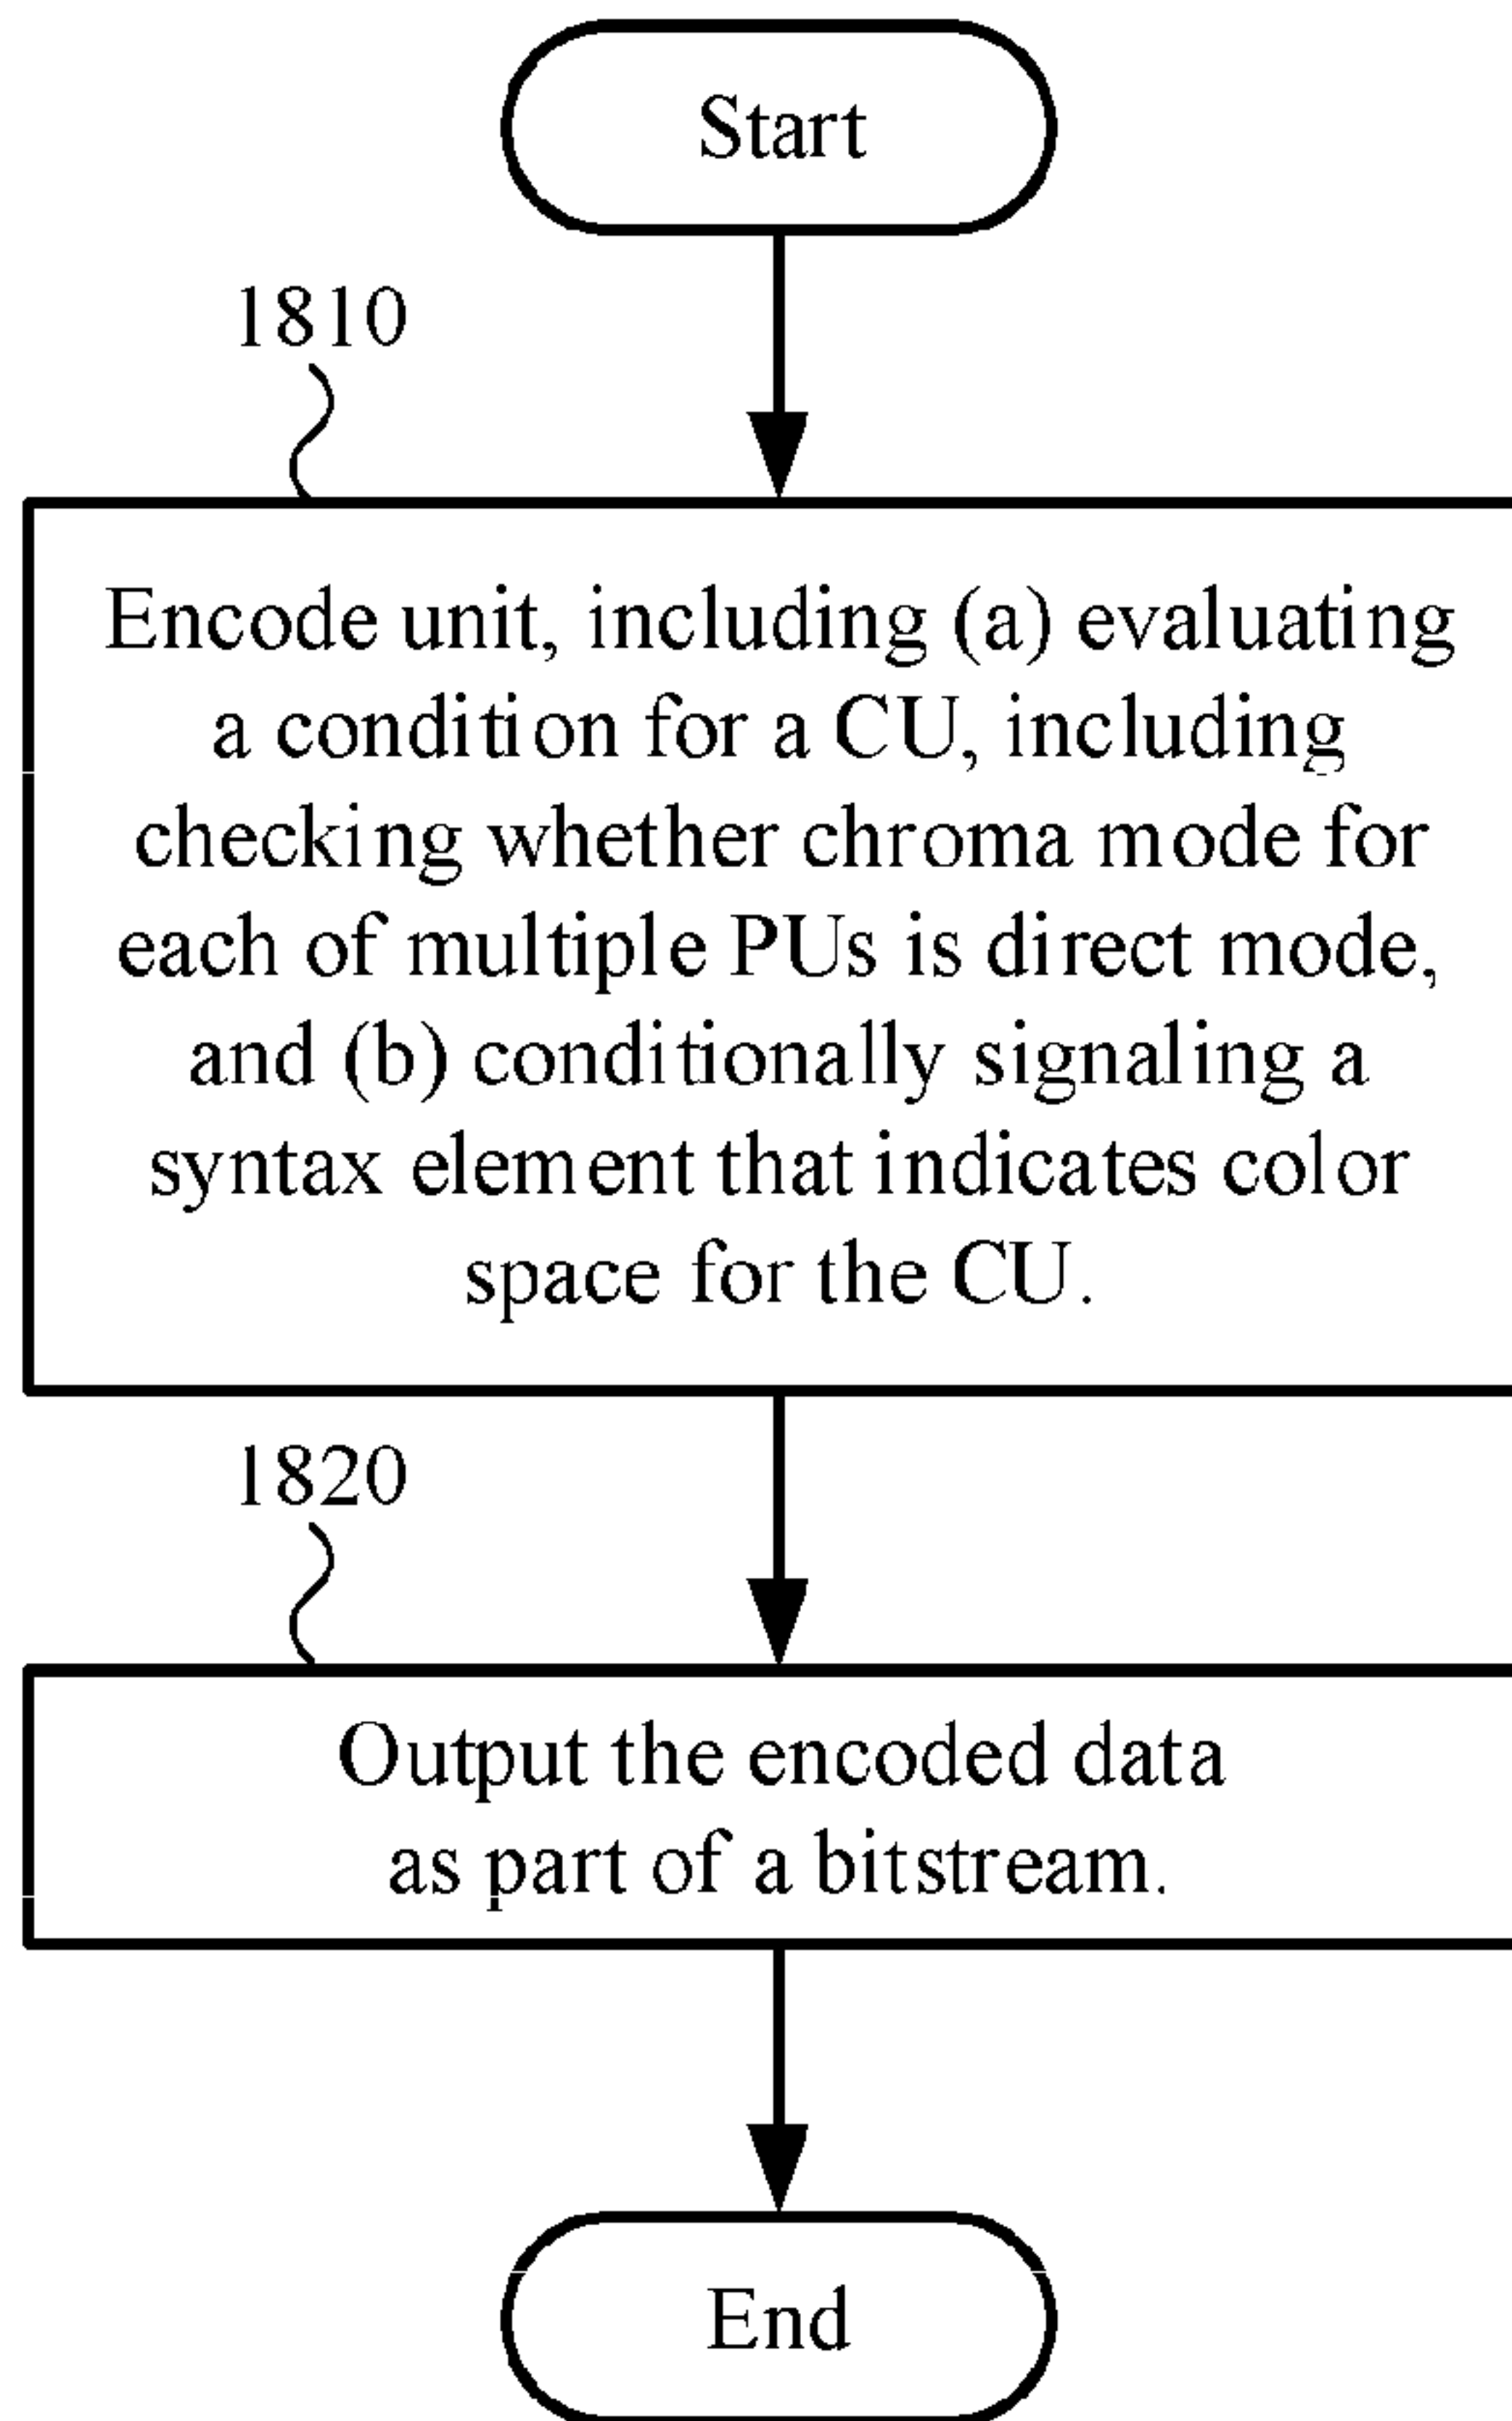 Start
1810
Encode unit, including (a) evaluating
a condition for a CU, including
checking whether chroma mode for
each of multiple PUs is direct mode,
and (b) conditionally signaling a
syntax element that indicates color
space for the CU.
1820
Output the encoded data
as part of a bitstream.
End